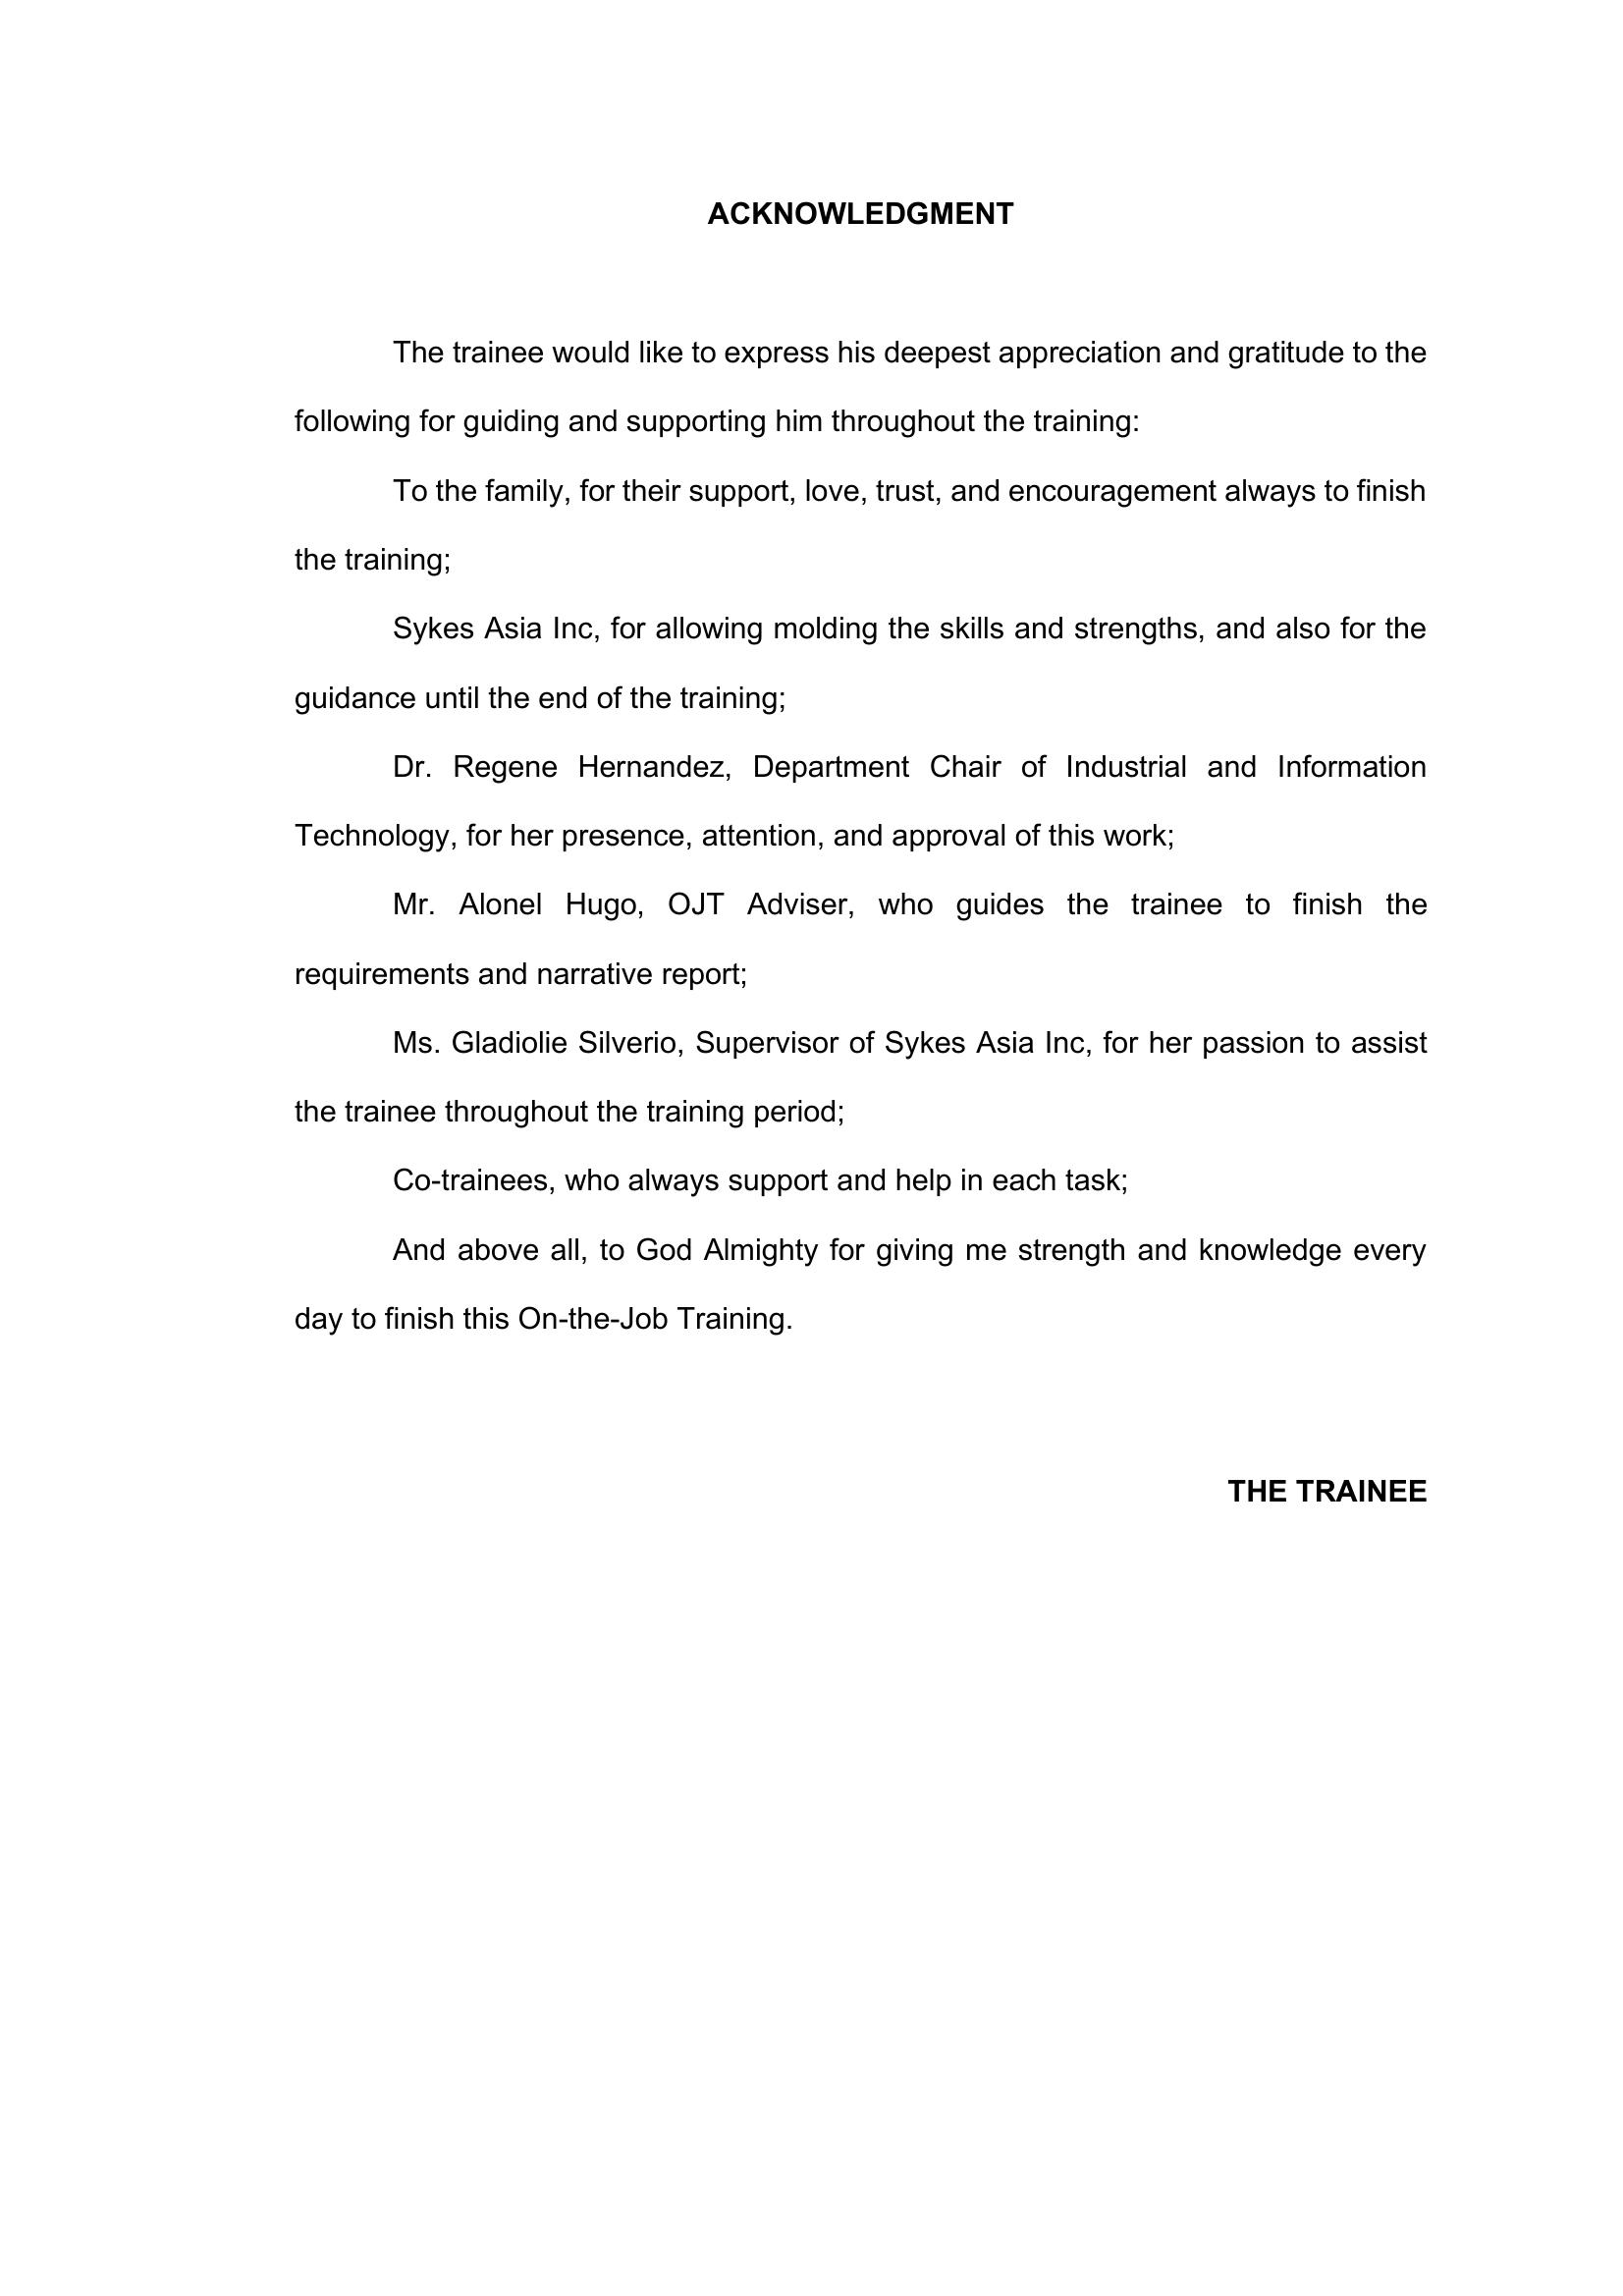 ACKNOWLEDGMENT
The trainee would like to express his deepest appreciation and gratitude to the
following for guiding and supporting him throughout the training:
To the family, for their support, love, trust, and encouragement always to finish
the training;
Sykes Asia Inc, for allowing molding the skills and strengths, and also for the
guidance until the end of the training;
Dr. Regene Hernandez, Department Chair of Industrial and Information
Technology, for her presence, attention, and approval of this work;
Mr. Alonel Hugo, OJT Adviser, who guides the trainee to finish the
requirements and narrative report;
Ms. Gladiolie Silverio, Supervisor of Sykes Asia Inc, for her passion to assist
the trainee throughout the training period;
Co-trainees, who always support and help in each task;
And above all, to God Almighty for giving me strength and knowledge every
day to finish this On-the-Job Training.
THE TRAINEE